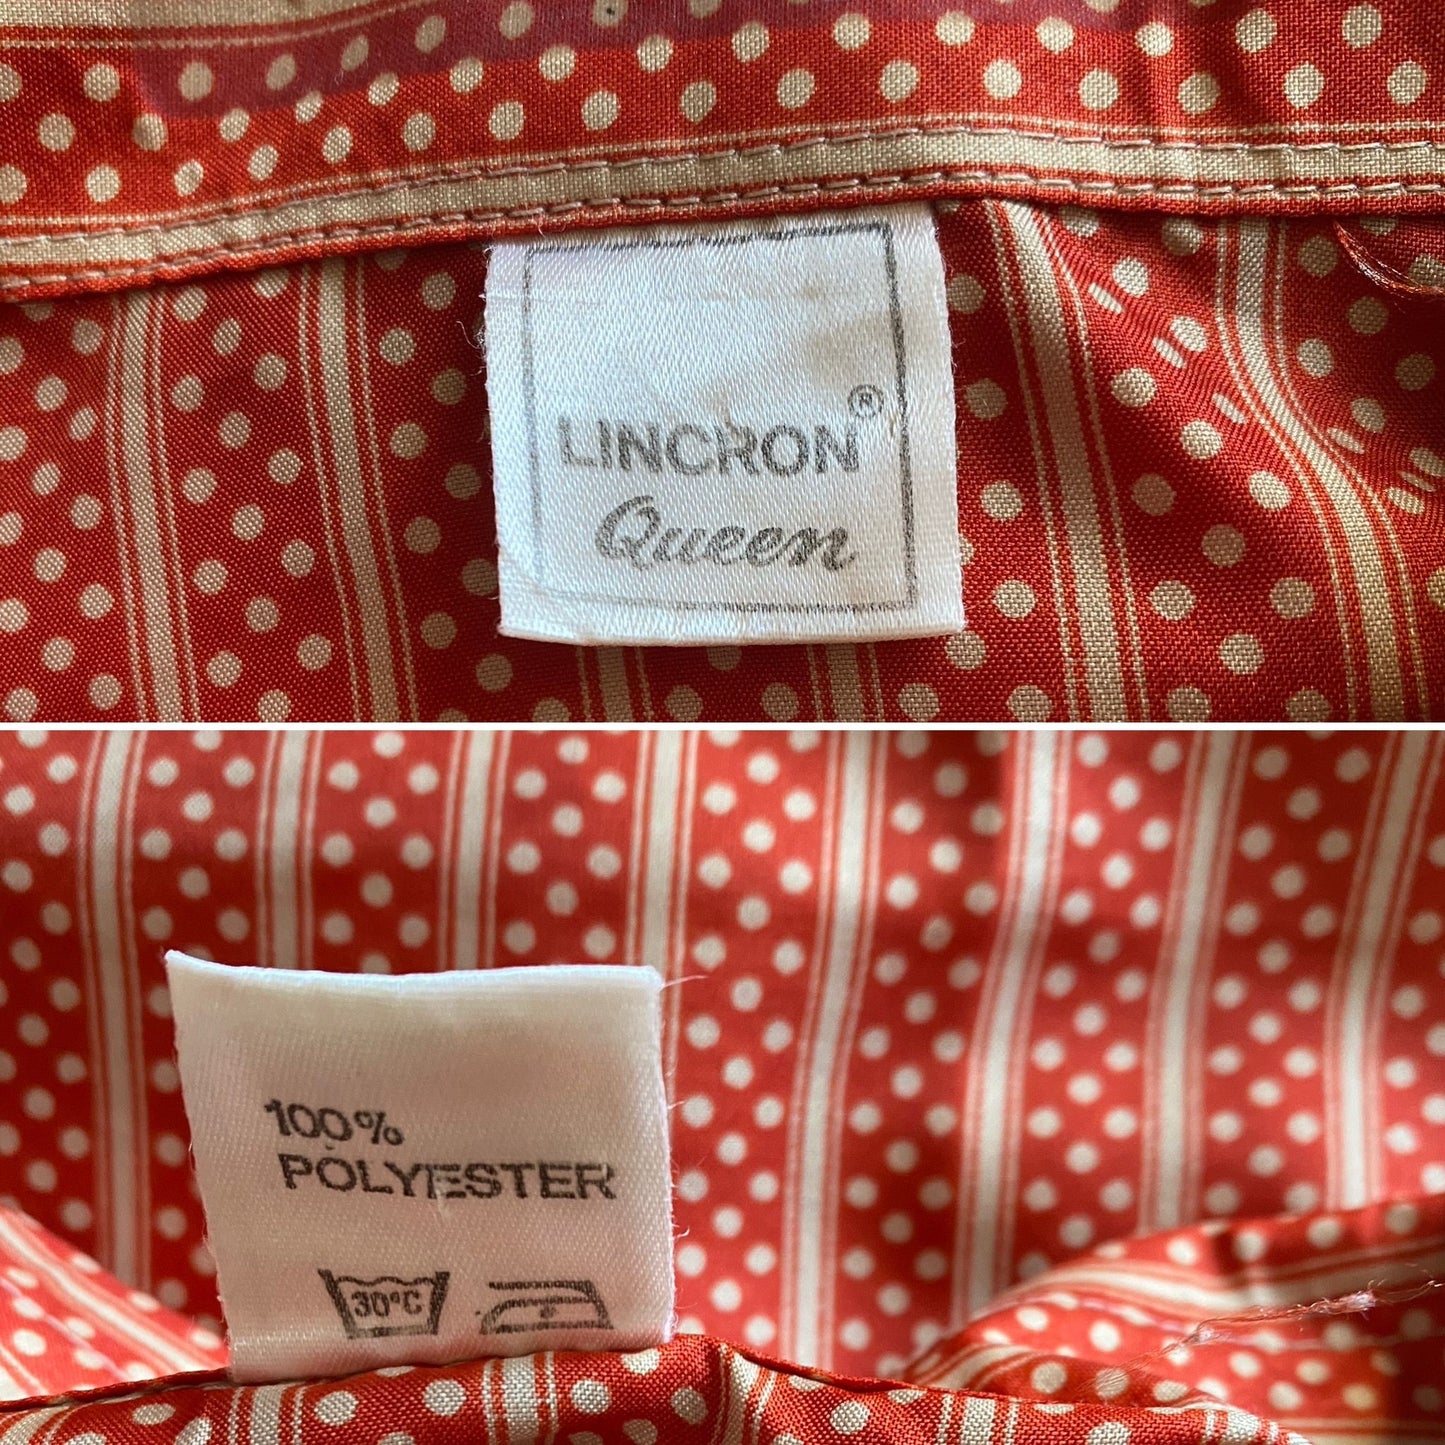 LINCRON®
Queen
100%
POLYESTER
30°C